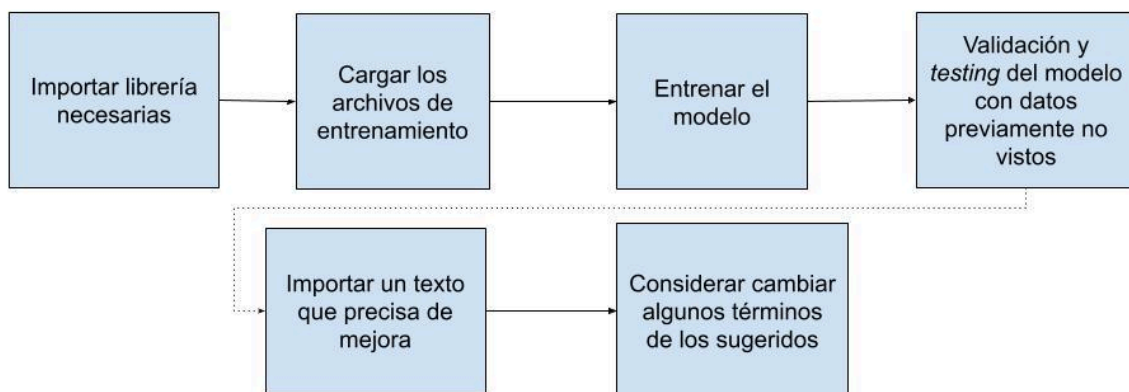 Importar librería
necesarias
Cargar los
archivos de
entrenamiento
Entrenar el
modelo
Validación y
testing del modelo
con datos
previamente no
vistos
Importar un texto
que precisa de
mejora
Considerar cambiar
algunos términos
de los sugeridos